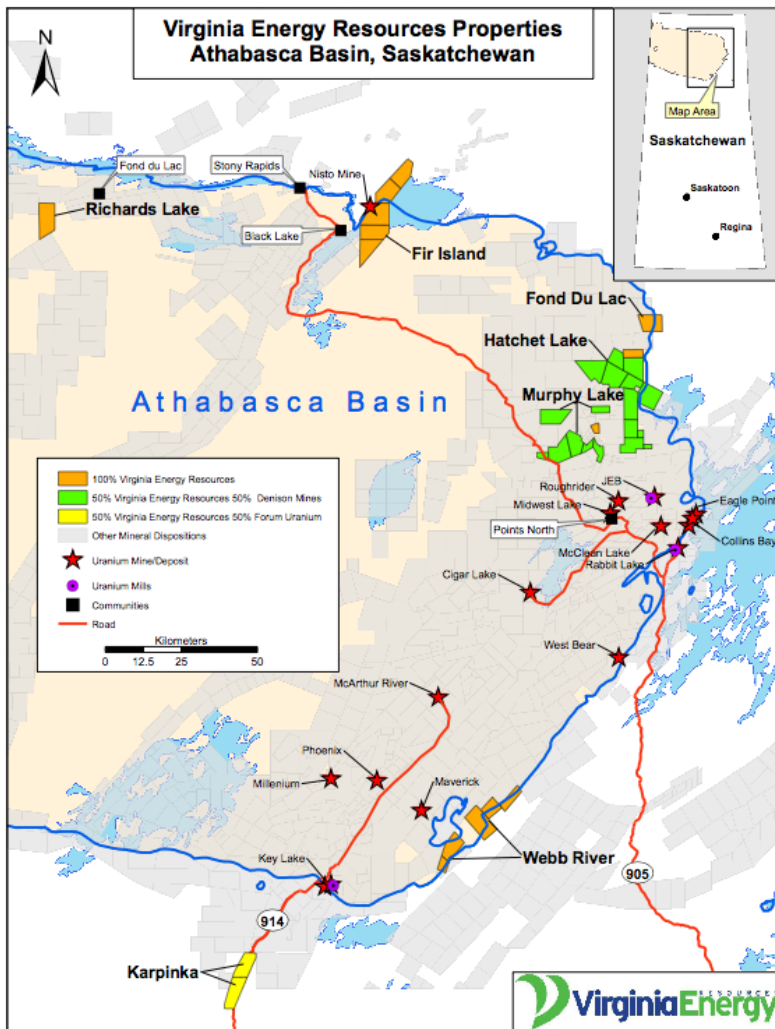 Virginia Energy Resources Properties
Athabasca Basin, Saskatchewan
N
Map Area
Saskatchewan
Saskatoon
Regina
Fond du Lac
Stony Rapids
Nisto Mine
Richards Lake
Black Lake
Fir Island
Fond Du Lac
Hatchet Lake
Athabasca Basin
Murphy Lake
100% Virginia Energy Resources
50% Virginia Energy Resources 50% Denison Mines
50% Virginia Energy Resources 50% Forum Uranium
Other Mineral Dispositions
Uranium Mine/Deposit
Uranium Mills
Communities
Road
Kilometers
0 12.5 25 50
JEB
Roughrider
Eagle Point
Midwest Lake
Points North
Collins Bay
McClean Lake
Rabbit Lake
Cigar Lake
West Bear
McArthur River
Phoenix
Millenium
Maverick
Webb River
Key Lake
905
914
Karpinka
RESOURCES
VirginiaEnergy